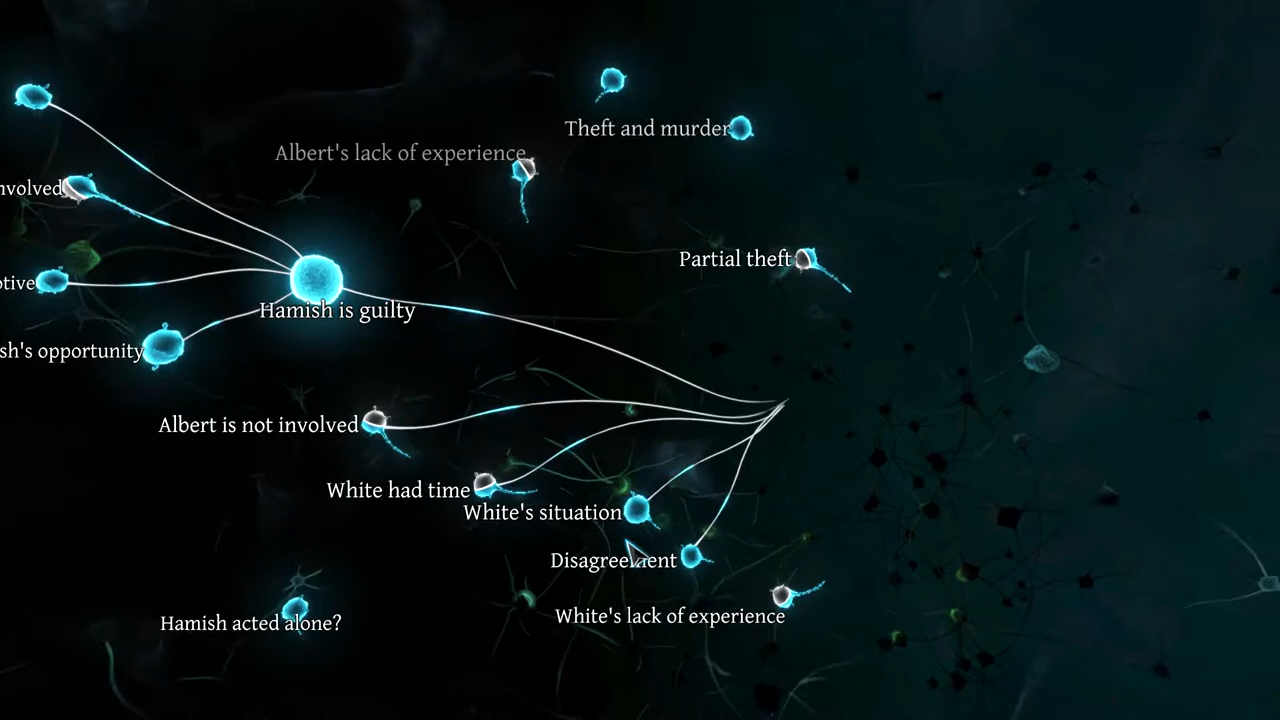 Theft and murder
Albert's lack of experience
nvolved
Partial theft
otive
Hamish is guilty
sh's opportunity
Albert is not involved
White had time
White's situation
Disagreement
White's lack of experience
Hamish acted alone?